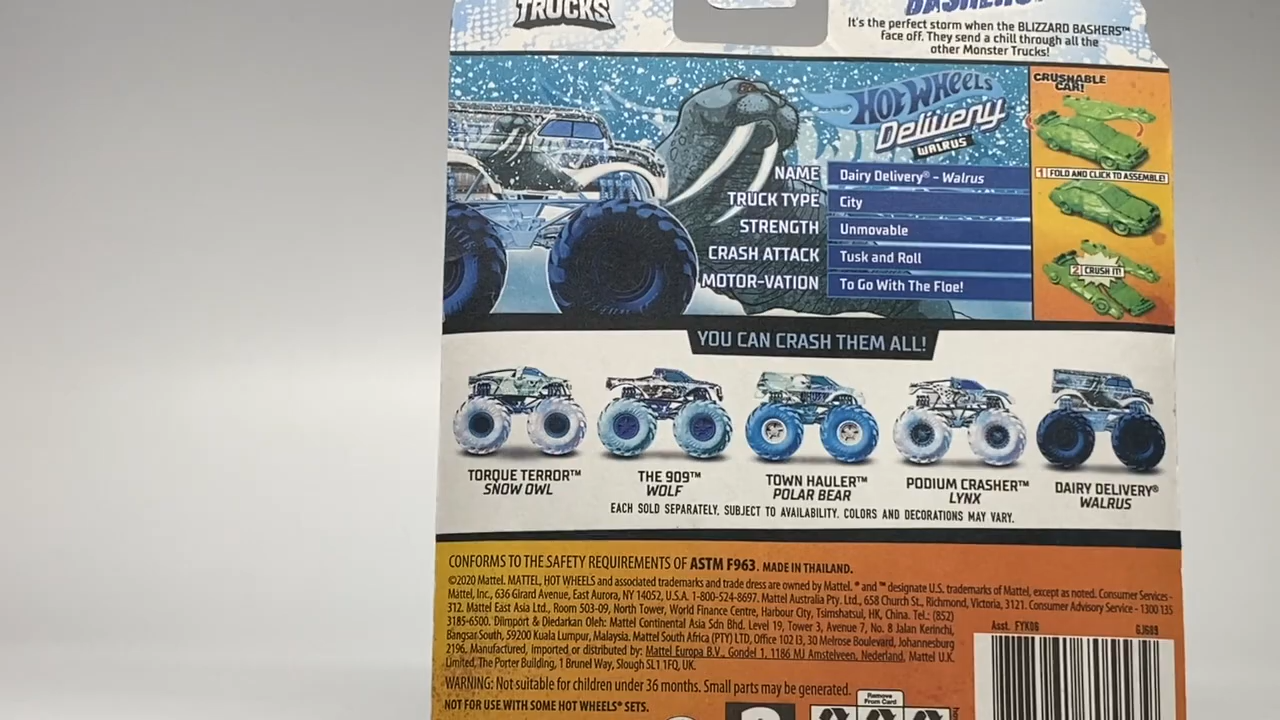 TRUCKS
BASHERS
It's the perfect storm when the BLIZZARD BASHERS™
face off. They send a chill through all the
other Monster Trucks!
HOT WHEELS
Delivery
WALRUS
NAME Dairy Delivery® - Walrus
TRUCK TYPE City
STRENGTH Unmovable
CRASH ATTACK Tusk and Roll
MOTOR-VATION To Go With The Floe!
CRUSHABLE
CAR!
1 FOLD AND CLICK TO ASSEMBLE!
2 CRUSH IT!
YOU CAN CRASH THEM ALL!
TORQUE TERROR™
SNOW OWL
THE 909™
WOLF
TOWN HAULER™
POLAR BEAR
PODIUM CRASHER™
LYNX
DAIRY DELIVERY®
WALRUS
EACH SOLD SEPARATELY, SUBJECT TO AVAILABILITY. COLORS AND DECORATIONS MAY VARY.
CONFORMS TO THE SAFETY REQUIREMENTS OF ASTM F963. MADE IN THAILAND.
©2020 Mattel. MATTEL, HOT WHEELS and associated trademarks and trade dress are owned by Mattel. ® and ™ designate U.S. trademarks of Mattel, except as noted. Consumer Services -
Mattel, Inc., 636 Girard Avenue, East Aurora, NY 14052, U.S.A. 1-800-524-8697. Mattel Australia Pty. Ltd., 658 Church St., Richmond, Victoria, 3121. Consumer Advisory Service - 1300 135
312. Mattel East Asia Ltd., Room 503-09, North Tower, World Finance Centre, Harbour City, Tsimshatsui, HK, China. Tel.: (852)
3185-6500. Diimport & Diedarkan Oleh: Mattel Continental Asia Sdn Bhd. Level 19, Tower 3, Avenue 7, No. 8 Jalan Kerinchi,
Bangsar South, 59200 Kuala Lumpur, Malaysia. Mattel South Africa (PTY) LTD, Office 102 I3, 30 Melrose Boulevard, Johannesburg
2196. Manufactured, imported or distributed by: Mattel Europa B.V., Gondel 1, 1186 MJ Amstelveen, Nederland. Mattel U.K.
Limited, The Porter Building, 1 Brunel Way, Slough SL1 1FQ, UK.
Asst. FYK06
GJG89
WARNING: Not suitable for children under 36 months. Small parts may be generated.
NOT FOR USE WITH SOME HOT WHEELS® SETS.
Remove
From Card